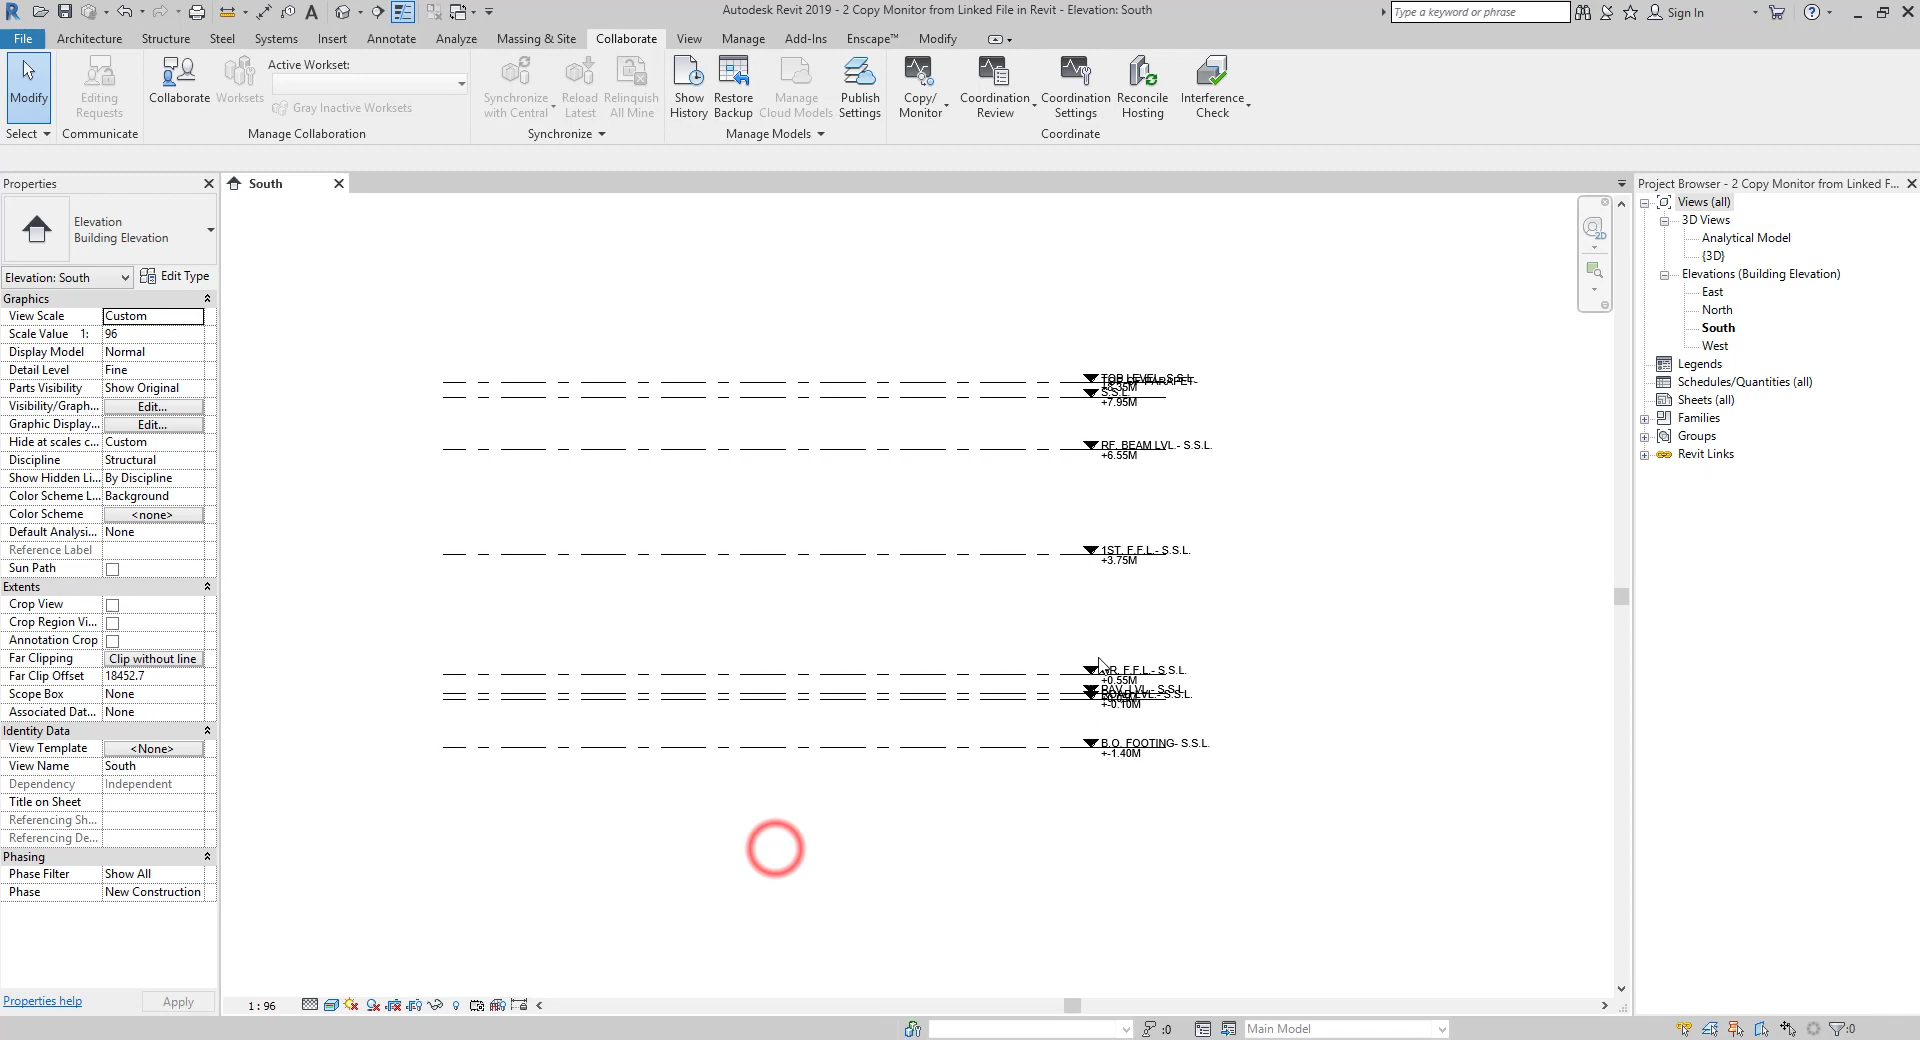 Autodesk Revit 2019 - 2 Copy Monitor from Linked File in Revit - Elevation: South
Type a keyword or phrase
Sign In
File Architecture Structure Steel Systems Insert Annotate Analyze Massing & Site Collaborate View Manage Add-Ins Enscape™ Modify
Modify
Editing Requests
Collaborate
Worksets
Active Workset:
Gray Inactive Worksets
Synchronize with Central
Reload Latest
Relinquish All Mine
Show History
Restore Backup
Manage Cloud Models
Publish Settings
Copy/ Monitor
Coordination Review
Coordination Settings
Reconcile Hosting
Interference Check
Select Communicate Manage Collaboration Synchronize Manage Models Coordinate
Properties
South
Project Browser - 2 Copy Monitor from Linked F...
Elevation
Building Elevation
Elevation: South Edit Type
Graphics
View Scale Custom
Scale Value 1: 96
Display Model Normal
Detail Level Fine
Parts Visibility Show Original
Visibility/Graph... Edit...
Graphic Display... Edit...
Hide at scales c... Custom
Discipline Structural
Show Hidden Li... By Discipline
Color Scheme L... Background
Color Scheme <none>
Default Analysi... None
Reference Label
Sun Path
Extents
Crop View
Crop Region Vi...
Annotation Crop
Far Clipping Clip without line
Far Clip Offset 18452.7
Scope Box None
Associated Dat... None
Identity Data
View Template <None>
View Name South
Dependency Independent
Title on Sheet
Referencing Sh...
Referencing De...
Phasing
Phase Filter Show All
Phase New Construction
Properties help Apply
TOP LEVEL- S.S.L.
S.S.L.
+7.95M
RF. BEAM LVL.- S.S.L.
+6.55M
1ST. F.F.L.- S.S.L.
+3.75M
F.F.L.- S.S.L.
+0.55M
S.S.L.
+-0.10M
B.O. FOOTING- S.S.L.
+-1.40M
Views (all)
3D Views
Analytical Model
{3D}
Elevations (Building Elevation)
East
North
South
West
Legends
Schedules/Quantities (all)
Sheets (all)
Families
Groups
Revit Links
1 : 96
:0
Main Model
:0